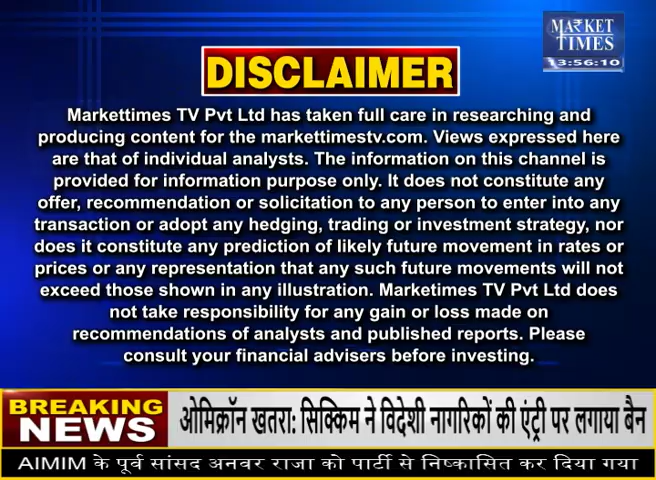 MARKET
TIMES
13:56:10
DISCLAIMER
Markettimes TV Pvt Ltd has taken full care in researching and
producing content for the markettimestv.com. Views expressed here
are that of individual analysts. The information on this channel is
provided for information purpose only. It does not constitute any
offer, recommendation or solicitation to any person to enter into any
transaction or adopt any hedging, trading or investment strategy, nor
does it constitute any prediction of likely future movement in rates or
prices or any representation that any such future movements will not
exceed those shown in any illustration. Marketimes TV Pvt Ltd does
not take responsibility for any gain or loss made on
recommendations of analysts and published reports. Please
consult your financial advisers before investing.
BREAKING
NEWS
ओमिक्रॉन खतरा: सिक्किम ने विदेशी नागरिकों की एंट्री पर लगाया बैन
AIMIM के पूर्व सांसद अनवर राजा को पार्टी से निष्कासित कर दिया गया